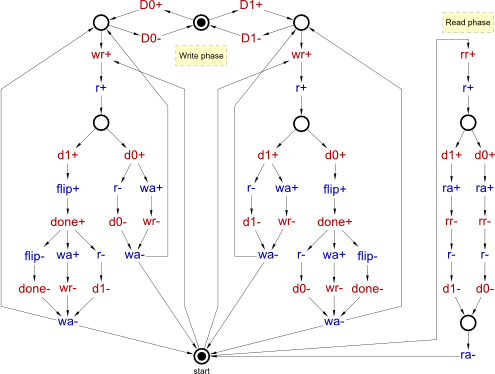 D0+ D1+
D0- D1-
Write phase
Read phase
wr+ wr+ rr+
r+ r+ r+
d1+ d0+ d1+ d0+ d1+ d0+
flip+ r- wa+ r- wa+ flip+ ra+ ra+
done+ d0- wr- d1- wr- done+ rr- rr-
flip- wa+ r- wa- wa- r- wa+ flip- r- r-
done- wr- d1- d0- wr- done- d1- d0-
wa- wa-
ra-
start